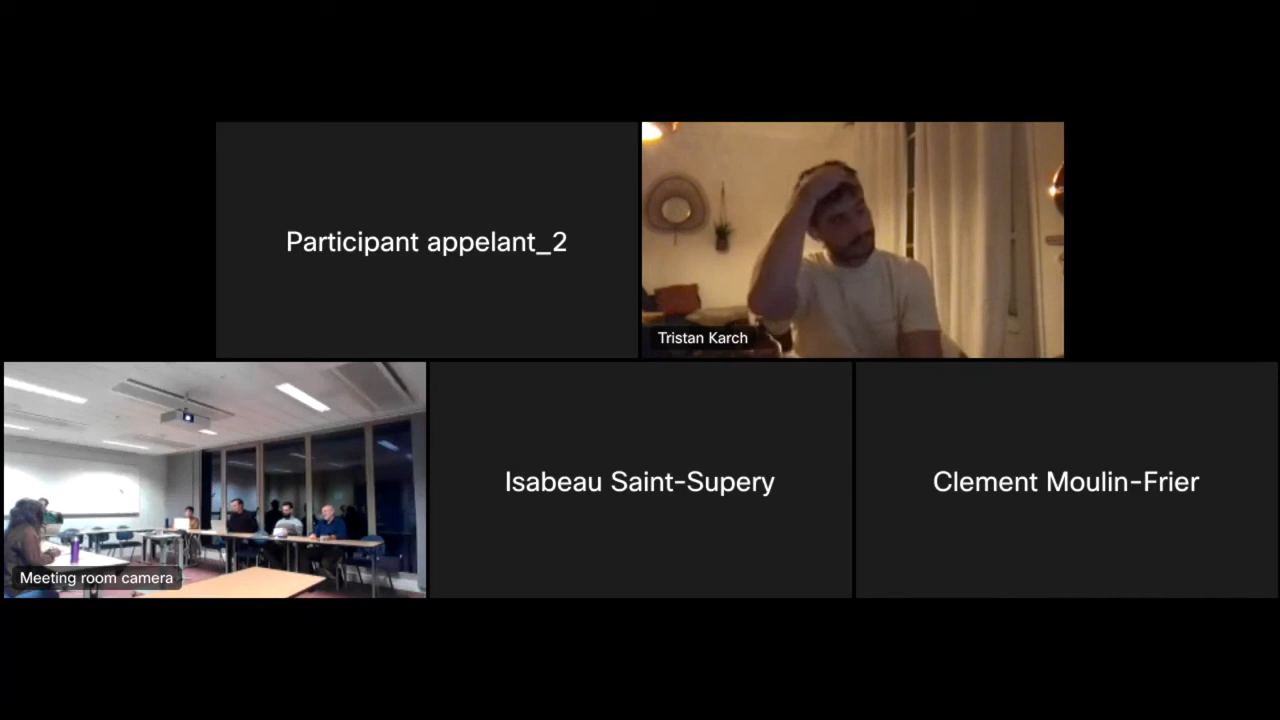 Participant appelant_2
Tristan Karch
Meeting room camera
Isabeau Saint-Supery
Clement Moulin-Frier